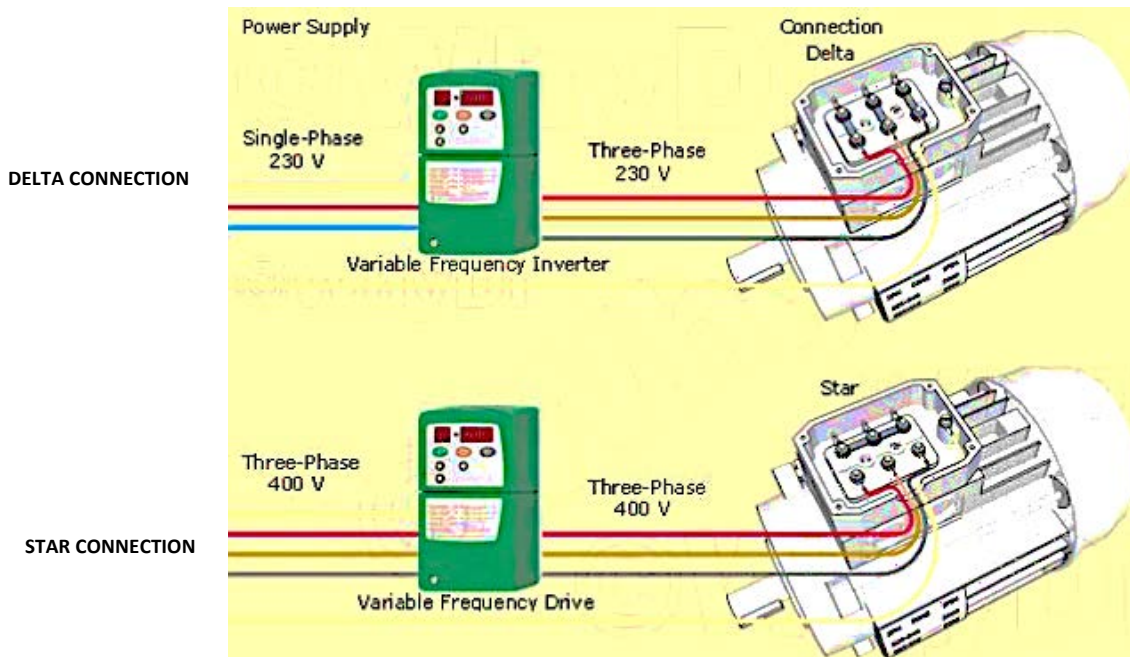 Power Supply
Connection
Delta
Single-Phase
230 V
Three-Phase
230 V
DELTA CONNECTION
Variable Frequency Inverter
Star
Three-Phase
400 V
Three-Phase
400 V
STAR CONNECTION
Variable Frequency Drive